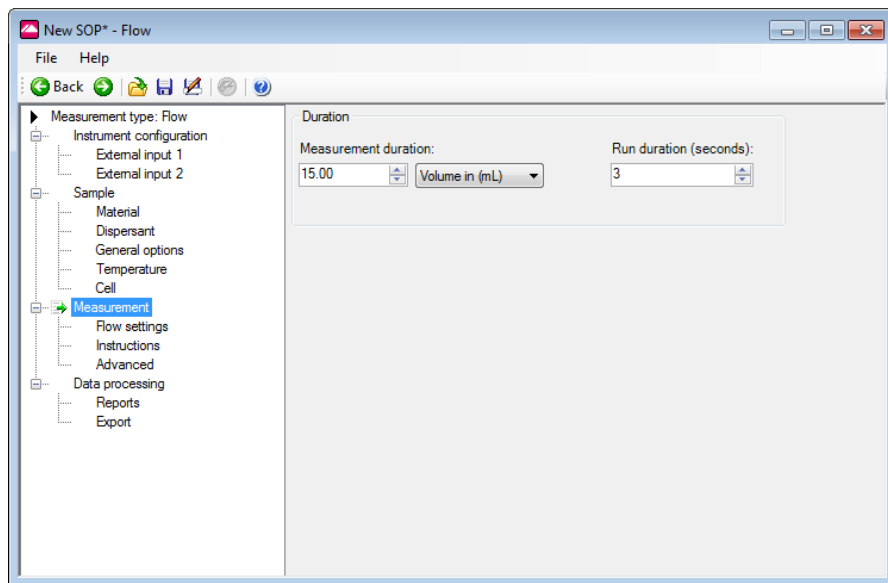 New SOP* - Flow
File Help
Back
Measurement type: Flow
Instrument configuration
External input 1
External input 2
Sample
Material
Dispersant
General options
Temperature
Cell
Measurement
Flow settings
Instructions
Advanced
Data processing
Reports
Export
Duration
Measurement duration: Run duration (seconds):
15.00 Volume in (mL) 3